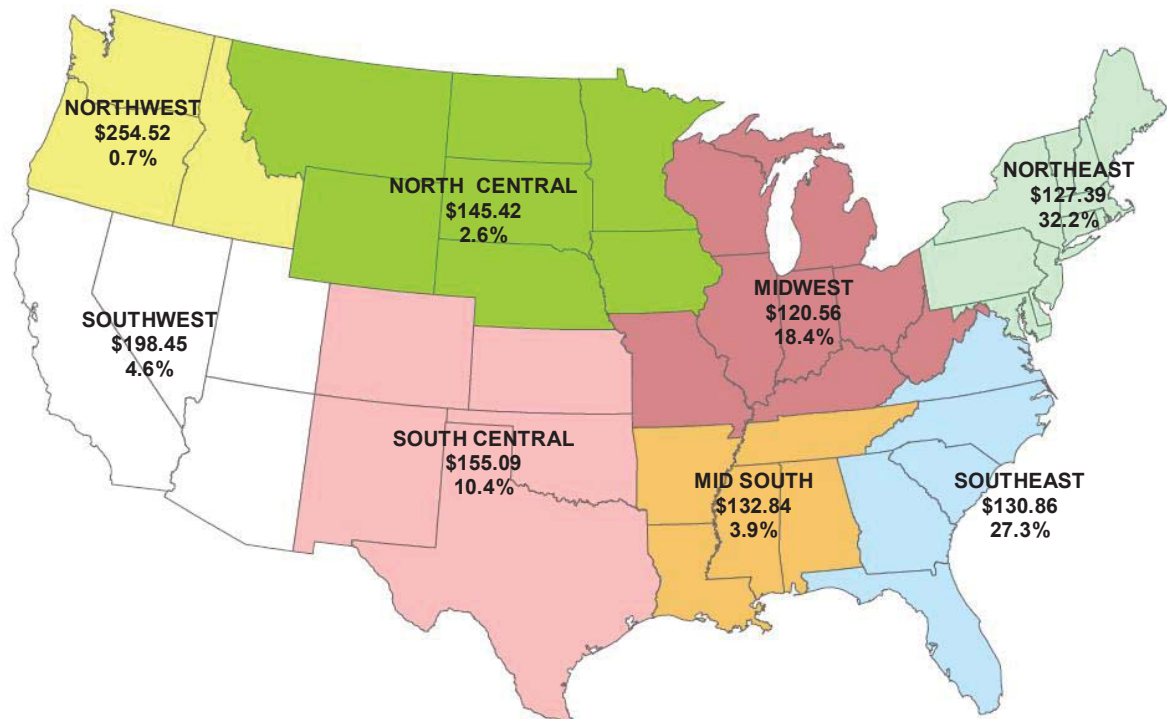 NORTHWEST
$254.52
0.7%
NORTH CENTRAL
$145.42
2.6%
NORTHEAST
$127.39
32.2%
MIDWEST
$120.56
18.4%
SOUTHWEST
$198.45
4.6%
SOUTH CENTRAL
$155.09
10.4%
MID SOUTH
$132.84
3.9%
SOUTHEAST
$130.86
27.3%